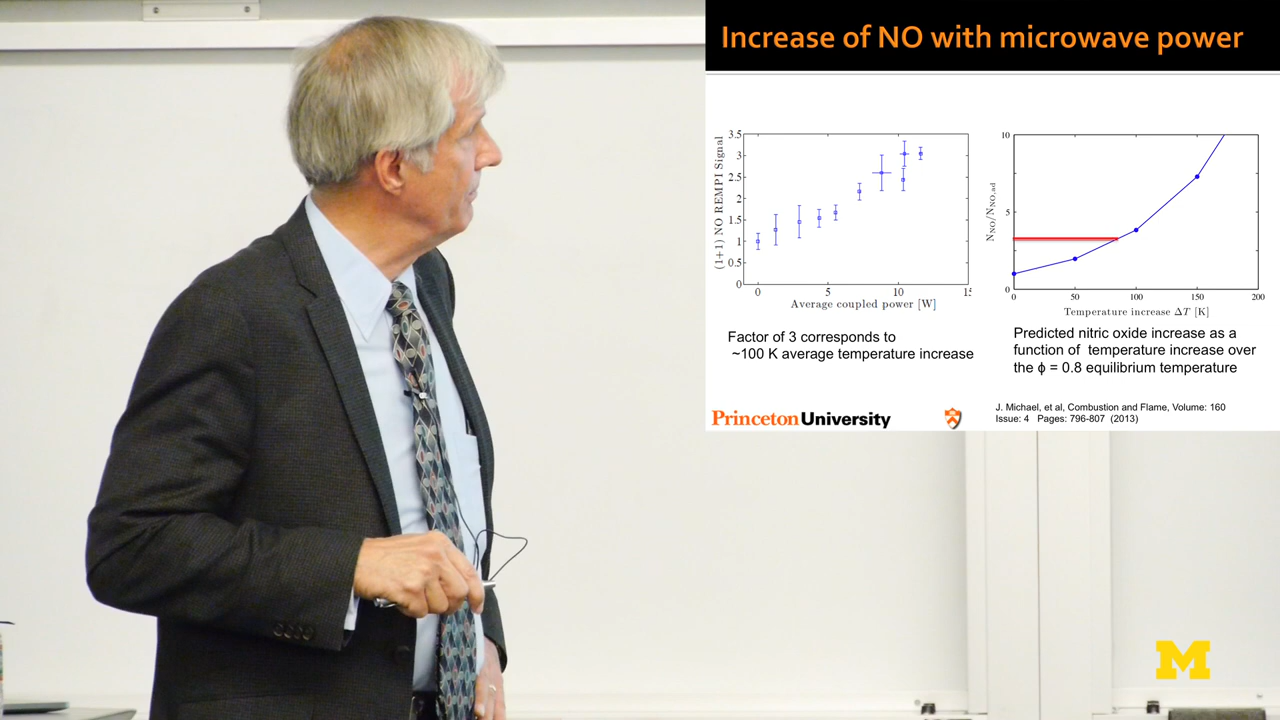 Increase of NO with microwave power
(1+1) NO REMPI Signal
3.5
3
2.5
2
1.5
1
0.5
0
0
5
10
15
Average coupled power [W]
N_NO/N_NO,ad
10
5
0
0
50
100
150
200
Temperature increase ΔT [K]
Factor of 3 corresponds to
~100 K average temperature increase
Predicted nitric oxide increase as a
function of temperature increase over
the ϕ = 0.8 equilibrium temperature
J. Michael, et al, Combustion and Flame, Volume: 160
Issue: 4 Pages: 796-807 (2013)
Princeton University
M